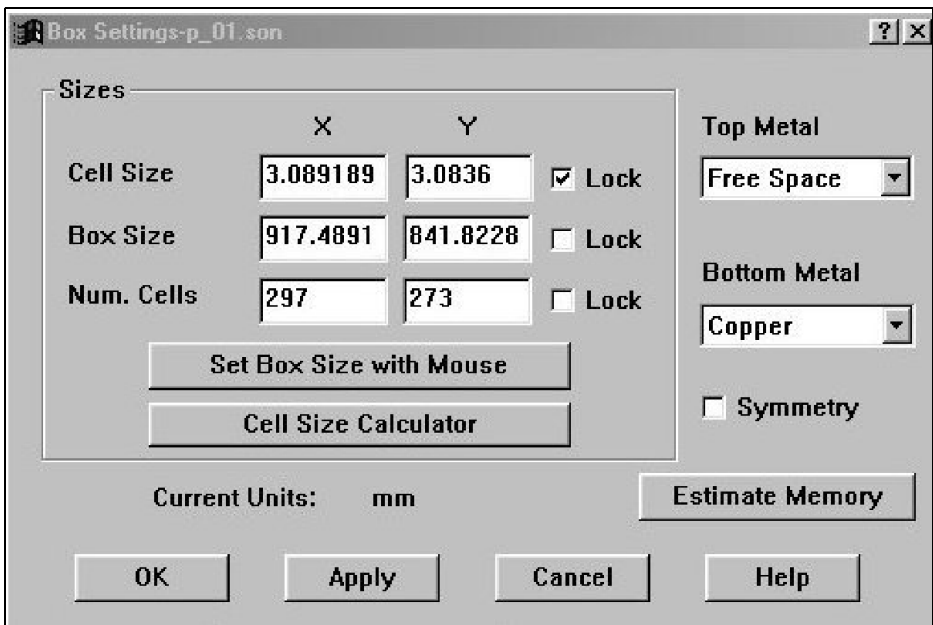 Box Settings-p_01.son
Sizes
X Y
Cell Size 3.089189 3.0836 Lock
Box Size 917.4891 841.8228 Lock
Num. Cells 297 273 Lock
Set Box Size with Mouse
Cell Size Calculator
Top Metal
Free Space
Bottom Metal
Copper
Symmetry
Current Units: mm
Estimate Memory
OK Apply Cancel Help